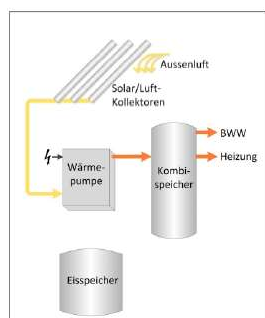 Aussenluft
Solar/Luft-
Kollektoren
BWW
Wärme-
pumpe
Kombi-
speicher
Heizung
Eisspeicher